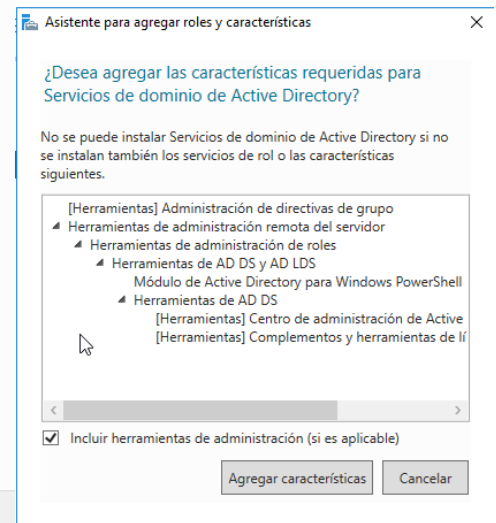 Asistente para agregar roles y características
¿Desea agregar las características requeridas para
Servicios de dominio de Active Directory?
No se puede instalar Servicios de dominio de Active Directory si no
se instalan también los servicios de rol o las características
siguientes.
[Herramientas] Administración de directivas de grupo
Herramientas de administración remota del servidor
Herramientas de administración de roles
Herramientas de AD DS y AD LDS
Módulo de Active Directory para Windows PowerShell
Herramientas de AD DS
[Herramientas] Centro de administración de Active
[Herramientas] Complementos y herramientas de lí
Incluir herramientas de administración (si es aplicable)
Agregar características Cancelar